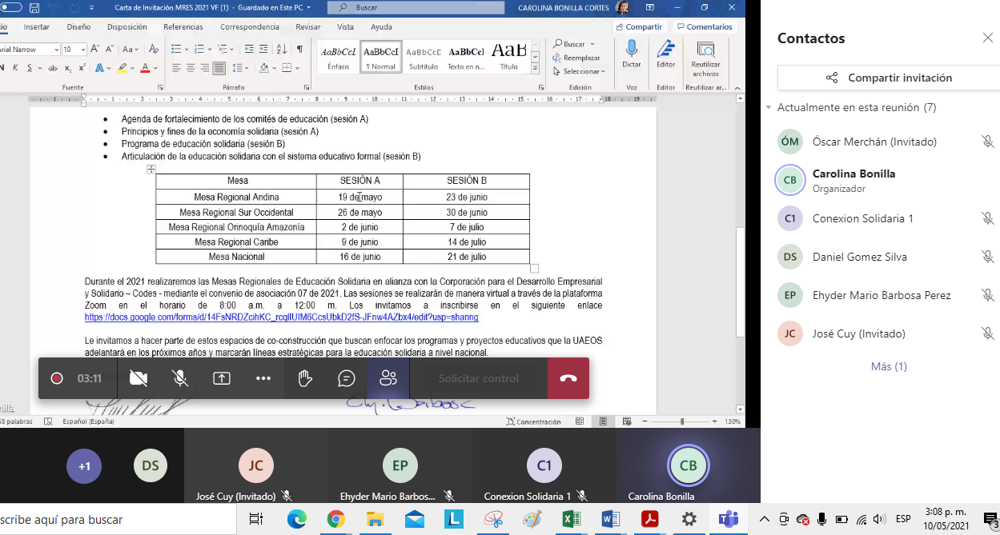 Carta de Invitación MRES 2021 VF (1) - Guardado en Este PC
Buscar
CAROLINA BONILLA CORTES
Insertar Diseño Disposición Referencias Correspondencia Revisar Vista Ayuda
Compartir Comentarios
Arial Narrow 10 A A Aa
AaBbCcL AaBbCcI AaBbCcD AaBbCcI AaB
Énfasis ¶ Normal Subtítulo Texto en n... Título
Buscar
Reemplazar
Seleccionar
Dictar Editor Reutilizar archivos
Fuente Párrafo Estilos Edición Voz Editor Reutilizar ar...
Agenda de fortalecimiento de los comités de educación (sesión A)
Principios y fines de la economía solidaria (sesión A)
Programa de educación solidaria (sesión B)
Articulación de la educación solidaria con el sistema educativo formal (sesión B)
Mesa SESIÓN A SESIÓN B
Mesa Regional Andina 19 de mayo 23 de junio
Mesa Regional Sur Occidental 26 de mayo 30 de junio
Mesa Regional Orinoquía Amazonía 2 de junio 7 de julio
Mesa Regional Caribe 9 de junio 14 de julio
Mesa Nacional 16 de junio 21 de julio
Durante el 2021 realizaremos las Mesas Regionales de Educación Solidaria en alianza con la Corporación para el Desarrollo Empresarial
y Solidario – Codes - mediante el convenio de asociación 07 de 2021. Las sesiones se realizarán de manera virtual a través de la plataforma
Zoom en el horario de 8:00 a.m. a 12:00 m. Los invitamos a inscribirse en el siguiente enlace
https://docs.google.com/forms/d/14FsNRDZcihKC_rcqlIUIM6CcsUbkD2fS-JFnw4AZbx4/edit?usp=sharing
Le invitamos a hacer parte de estos espacios de co-construcción que buscan enfocar los programas y proyectos educativos que la UAEOS
adelantará en los próximos años y marcarán líneas estratégicas para la educación solidaria a nivel nacional.
03:11
Solicitar control
palabras Español (España)
Concentración 130%
+1 DS JC EP C1 CB
José Cuy (Invitado) Ehyder Mario Barbos... Conexion Solidaria 1 Carolina Bonilla
Contactos
Compartir invitación
Actualmente en esta reunión (7)
ÓM Óscar Merchán (Invitado)
CB Carolina Bonilla
Organizador
C1 Conexion Solidaria 1
DS Daniel Gomez Silva
EP Ehyder Mario Barbosa Perez
JC José Cuy (Invitado)
Más (1)
scribe aquí para buscar
ESP
3:08 p. m.
10/05/2021
3